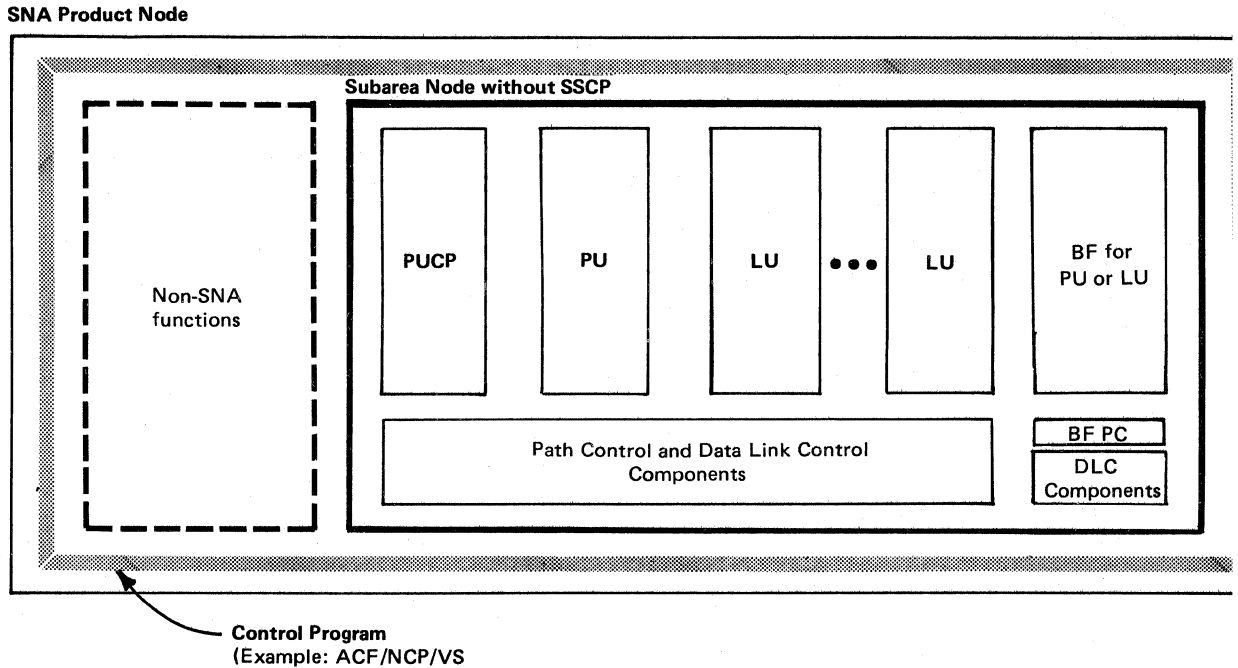 SNA Product Node
Subarea Node without SSCP
Non-SNA
functions
PUCP
PU
LU
●●●
LU
BF for
PU or LU
Path Control and Data Link Control
Components
BF PC
DLC
Components
Control Program
(Example: ACF/NCP/VS